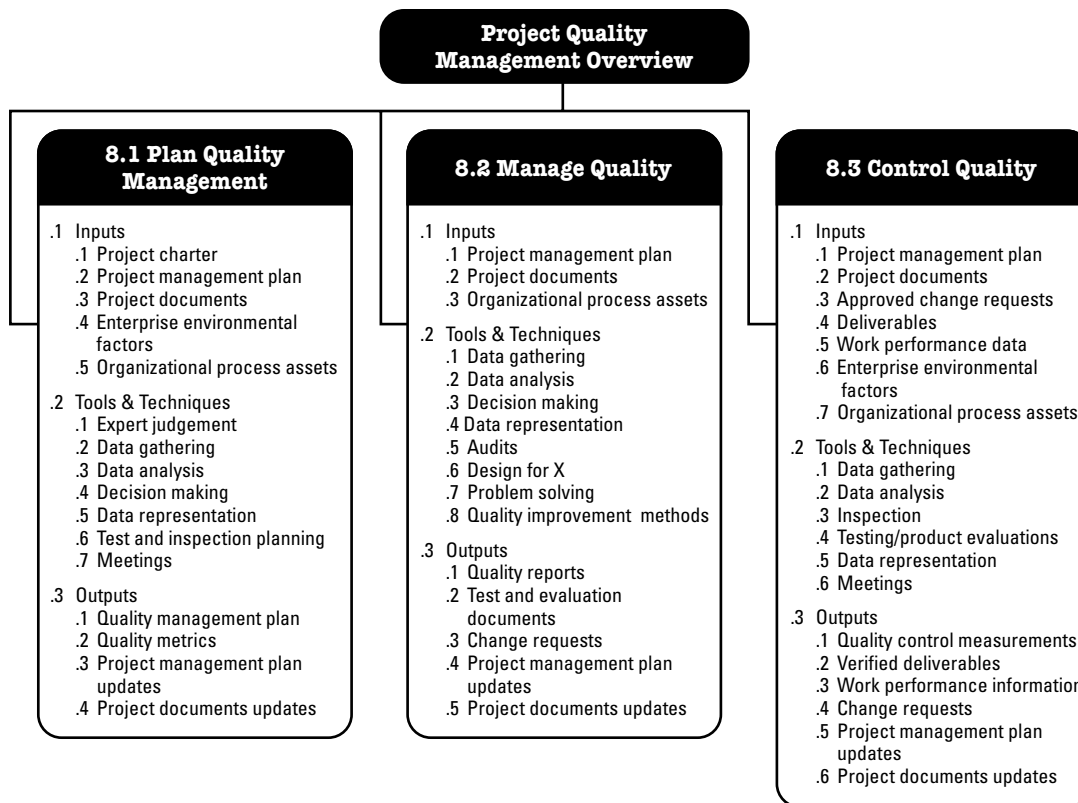 Project Quality
Management Overview
8.1 Plan Quality
Management
.1 Inputs
.1 Project charter
.2 Project management plan
.3 Project documents
.4 Enterprise environmental
factors
.5 Organizational process assets
.2 Tools & Techniques
.1 Expert judgement
.2 Data gathering
.3 Data analysis
.4 Decision making
.5 Data representation
.6 Test and inspection planning
.7 Meetings
.3 Outputs
.1 Quality management plan
.2 Quality metrics
.3 Project management plan
updates
.4 Project documents updates
8.2 Manage Quality
.1 Inputs
.1 Project management plan
.2 Project documents
.3 Organizational process assets
.2 Tools & Techniques
.1 Data gathering
.2 Data analysis
.3 Decision making
.4 Data representation
.5 Audits
.6 Design for X
.7 Problem solving
.8 Quality improvement methods
.3 Outputs
.1 Quality reports
.2 Test and evaluation
documents
.3 Change requests
.4 Project management plan
updates
.5 Project documents updates
8.3 Control Quality
.1 Inputs
.1 Project management plan
.2 Project documents
.3 Approved change requests
.4 Deliverables
.5 Work performance data
.6 Enterprise environmental
factors
.7 Organizational process assets
.2 Tools & Techniques
.1 Data gathering
.2 Data analysis
.3 Inspection
.4 Testing/product evaluations
.5 Data representation
.6 Meetings
.3 Outputs
.1 Quality control measurements
.2 Verified deliverables
.3 Work performance information
.4 Change requests
.5 Project management plan
updates
.6 Project documents updates